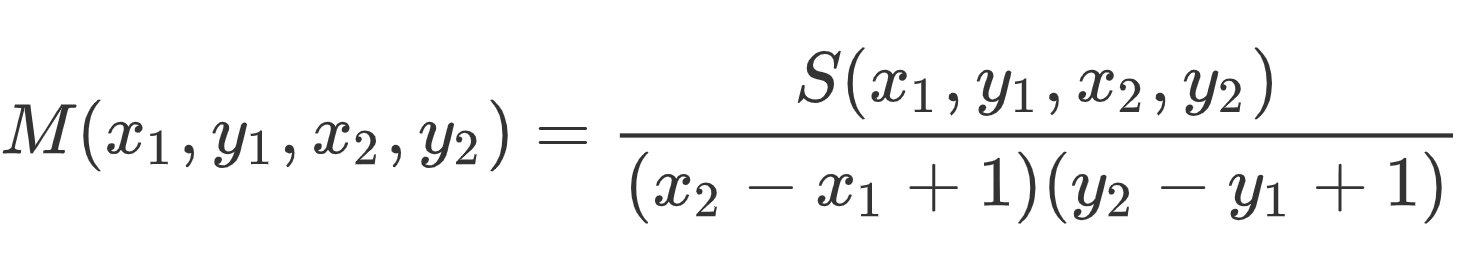 M(x₁, y₁, x₂, y₂) = S(x₁, y₁, x₂, y₂) / (x₂ − x₁ + 1)(y₂ − y₁ + 1)